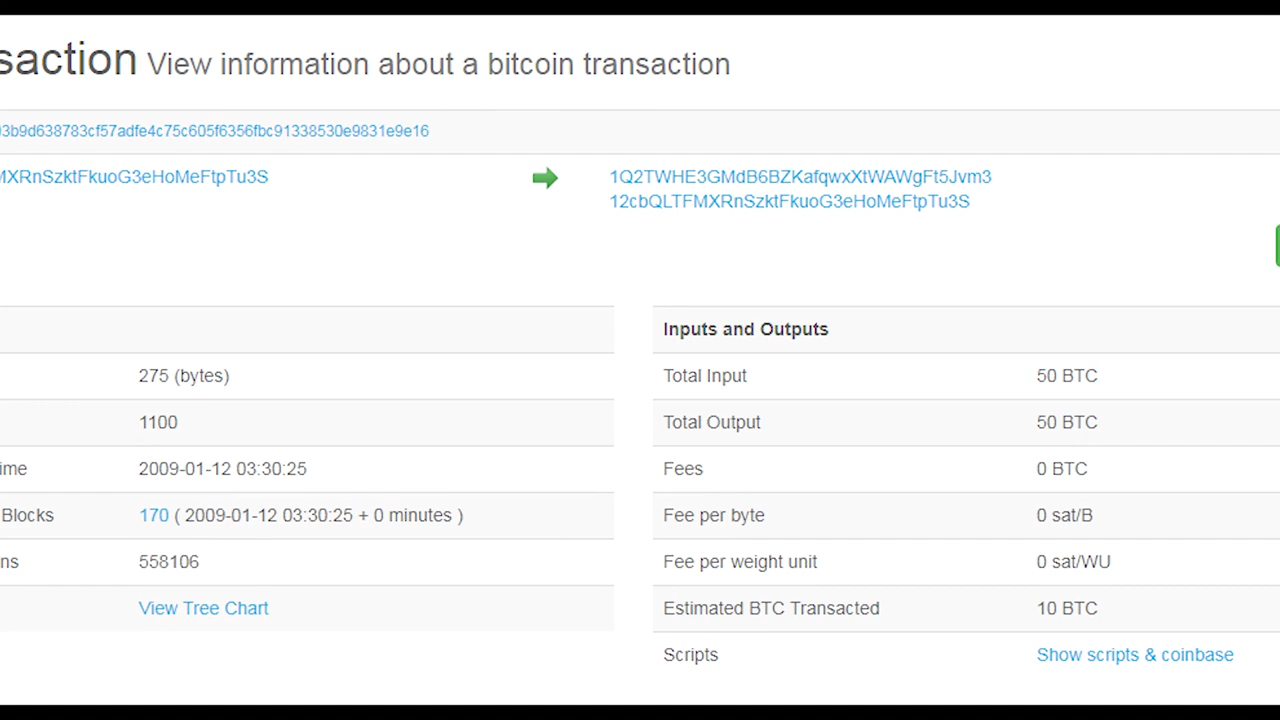 saction View information about a bitcoin transaction
3b9d638783cf57adfe4c75c605f6356fbc91338530e9831e9e16
MXRnSzktFkuoG3eHoMeFtpTu3S
1Q2TWHE3GMdB6BZKafqwxXtWAWgFt5Jvm3
12cbQLTFMXRnSzktFkuoG3eHoMeFtpTu3S
275 (bytes)
1100
ime 2009-01-12 03:30:25
Blocks 170 ( 2009-01-12 03:30:25 + 0 minutes )
ns 558106
View Tree Chart
Inputs and Outputs
Total Input 50 BTC
Total Output 50 BTC
Fees 0 BTC
Fee per byte 0 sat/B
Fee per weight unit 0 sat/WU
Estimated BTC Transacted 10 BTC
Scripts Show scripts & coinbase